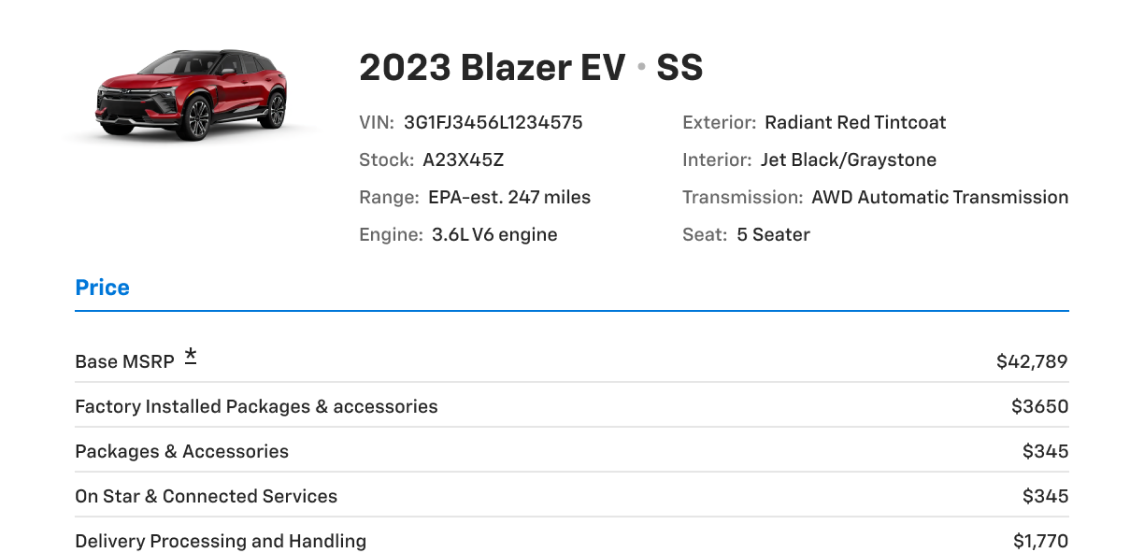 2023 Blazer EV • SS
VIN: 3G1FJ3456L1234575
Exterior: Radiant Red Tintcoat
Stock: A23X45Z
Interior: Jet Black/Graystone
Range: EPA-est. 247 miles
Transmission: AWD Automatic Transmission
Engine: 3.6L V6 engine
Seat: 5 Seater
Price
Base MSRP * $42,789
Factory Installed Packages & accessories $3650
Packages & Accessories $345
On Star & Connected Services $345
Delivery Processing and Handling $1,770